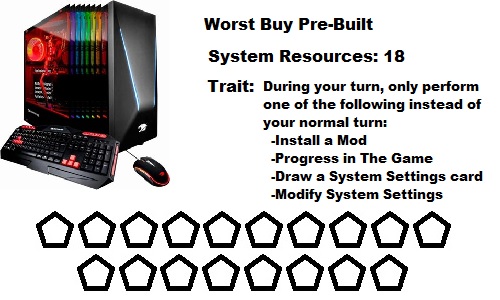 Worst Buy Pre-Built
System Resources: 18
Trait: During your turn, only perform
one of the following instead of
your normal turn:
-Install a Mod
-Progress in The Game
-Draw a System Settings card
-Modify System Settings